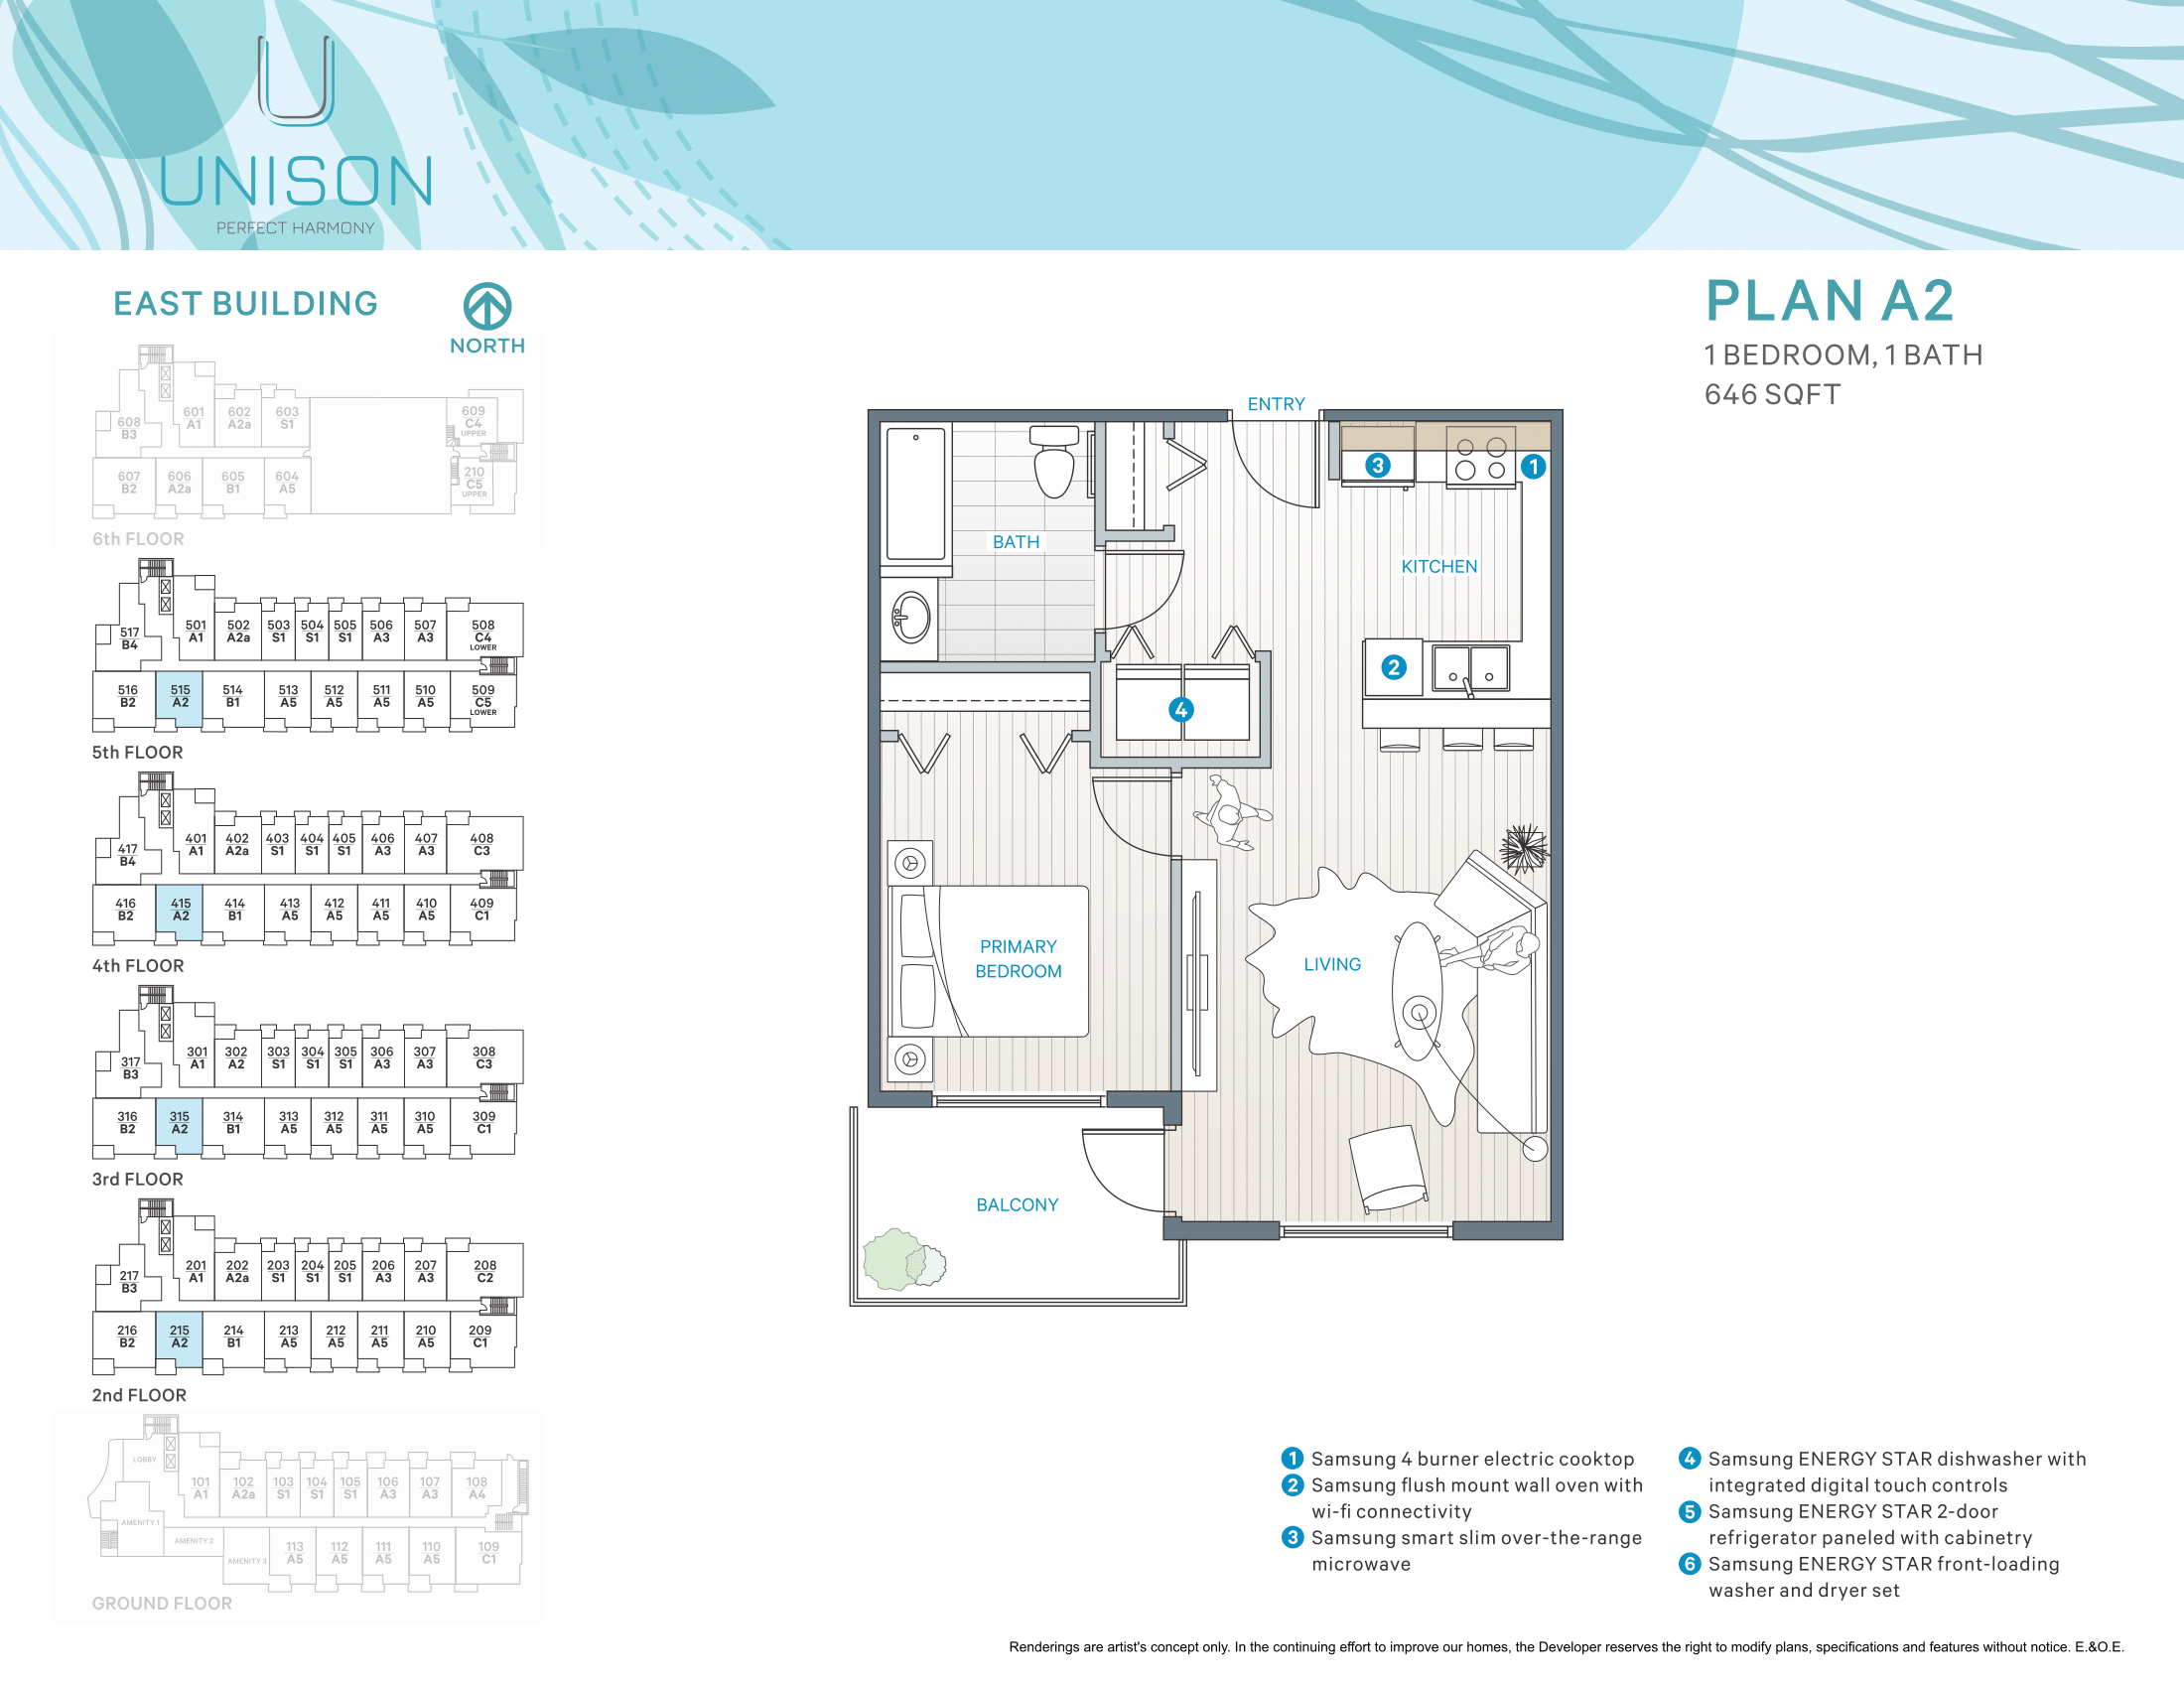 UNISON
PERFECT HARMONY
EAST BUILDING
NORTH
PLAN A2
1 BEDROOM, 1 BATH
646 SQFT
601 A1
602 A2a
603 S1
608 B3
609 C4 UPPER
607 B2
606 A2a
605 B1
604 A5
210 C5 UPPER
6th FLOOR
517 B4
501 A1
502 A2a
503 S1
504 S1
505 S1
506 A3
507 A3
508 C4 LOWER
516 B2
515 A2
514 B1
513 A5
512 A5
511 A5
510 A5
509 C5 LOWER
5th FLOOR
417 B4
401 A1
402 A2a
403 S1
404 S1
405 S1
406 A3
407 A3
408 C3
416 B2
415 A2
414 B1
413 A5
412 A5
411 A5
410 A5
409 C1
4th FLOOR
317 B3
301 A1
302 A2
303 S1
304 S1
305 S1
306 A3
307 A3
308 C3
316 B2
315 A2
314 B1
313 A5
312 A5
311 A5
310 A5
309 C1
3rd FLOOR
217 B3
201 A1
202 A2a
203 S1
204 S1
205 S1
206 A3
207 A3
208 C2
216 B2
215 A2
214 B1
213 A5
212 A5
211 A5
210 A5
209 C1
2nd FLOOR
LOBBY
101 A1
102 A2a
103 S1
104 S1
105 S1
106 A3
107 A3
108 A4
AMENITY 1
AMENITY 2
AMENITY 3
113 A5
112 A5
111 A5
110 A5
109 C1
GROUND FLOOR
ENTRY
3
1
BATH
KITCHEN
2
4
PRIMARY
BEDROOM
LIVING
BALCONY
1 Samsung 4 burner electric cooktop
2 Samsung flush mount wall oven with
wi-fi connectivity
3 Samsung smart slim over-the-range
microwave
4 Samsung ENERGY STAR dishwasher with
integrated digital touch controls
5 Samsung ENERGY STAR 2-door
refrigerator paneled with cabinetry
6 Samsung ENERGY STAR front-loading
washer and dryer set
Renderings are artist's concept only. In the continuing effort to improve our homes, the Developer reserves the right to modify plans, specifications and features without notice. E.&O.E.